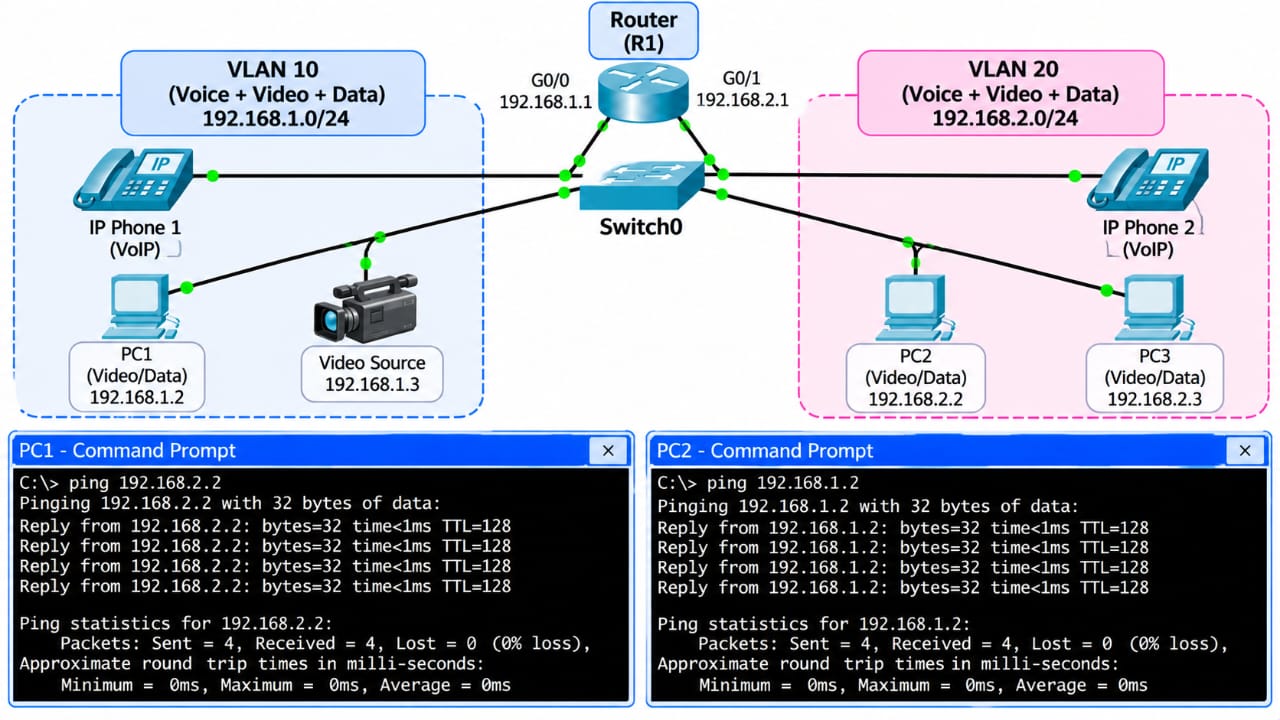 Router
(R1)
VLAN 10
(Voice + Video + Data)
192.168.1.0/24
G0/0
192.168.1.1
G0/1
192.168.2.1
VLAN 20
(Voice + Video + Data)
192.168.2.0/24
IP
IP Phone 1
(VoIP)
Switch0
IP
IP Phone 2
(VoIP)
PC1
(Video/Data)
192.168.1.2
Video Source
192.168.1.3
PC2
(Video/Data)
192.168.2.2
PC3
(Video/Data)
192.168.2.3
PC1 - Command Prompt
C:\> ping 192.168.2.2
Pinging 192.168.2.2 with 32 bytes of data:
Reply from 192.168.2.2: bytes=32 time<1ms TTL=128
Reply from 192.168.2.2: bytes=32 time<1ms TTL=128
Reply from 192.168.2.2: bytes=32 time<1ms TTL=128
Reply from 192.168.2.2: bytes=32 time<1ms TTL=128
Ping statistics for 192.168.2.2:
Packets: Sent = 4, Received = 4, Lost = 0 (0% loss),
Approximate round trip times in milli-seconds:
Minimum = 0ms, Maximum = 0ms, Average = 0ms
PC2 - Command Prompt
C:\> ping 192.168.1.2
Pinging 192.168.1.2 with 32 bytes of data:
Reply from 192.168.1.2: bytes=32 time<1ms TTL=128
Reply from 192.168.1.2: bytes=32 time<1ms TTL=128
Reply from 192.168.1.2: bytes=32 time<1ms TTL=128
Reply from 192.168.1.2: bytes=32 time<1ms TTL=128
Ping statistics for 192.168.1.2:
Packets: Sent = 4, Received = 4, Lost = 0 (0% loss),
Approximate round trip times in milli-seconds:
Minimum = 0ms, Maximum = 0ms, Average = 0ms